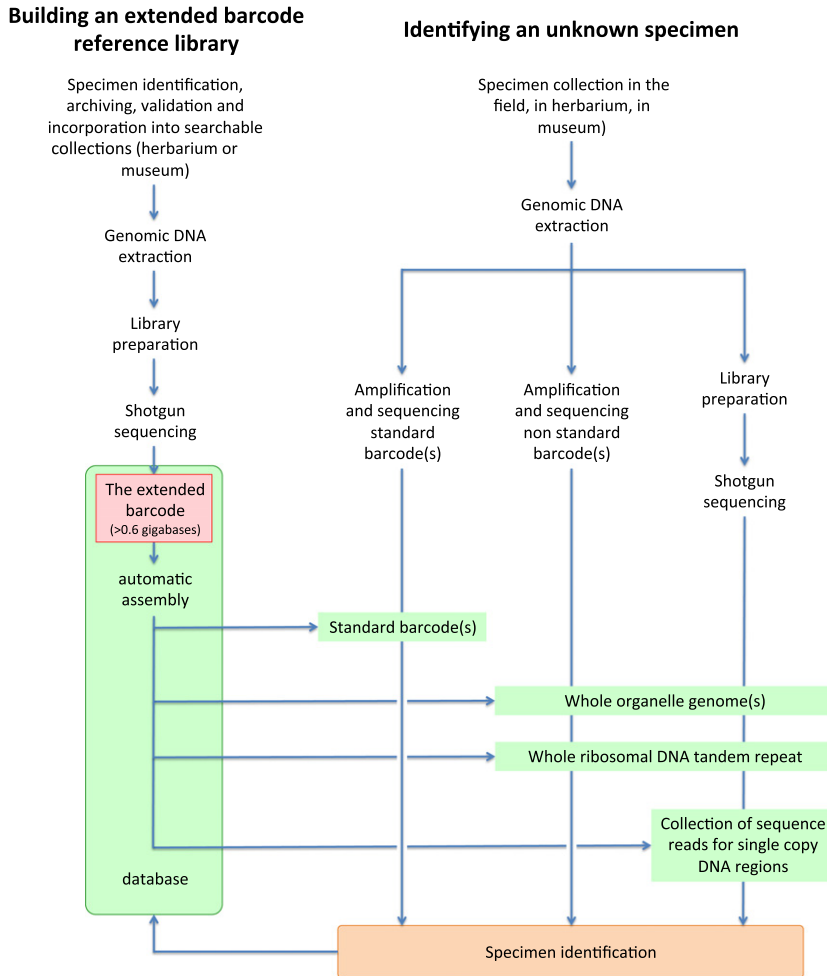 Building an extended barcode
reference library
Identifying an unknown specimen
Specimen identification,
archiving, validation and
incorporation into searchable
collections (herbarium or
museum)
Genomic DNA
extraction
Library
preparation
Shotgun
sequencing
The extended
barcode
(>0.6 gigabases)
automatic
assembly
database
Specimen collection in the
field, in herbarium, in
museum)
Genomic DNA
extraction
Amplification
and sequencing
standard
barcode(s)
Amplification
and sequencing
non standard
barcode(s)
Library
preparation
Shotgun
sequencing
Standard barcode(s)
Whole organelle genome(s)
Whole ribosomal DNA tandem repeat
Collection of sequence
reads for single copy
DNA regions
Specimen identification